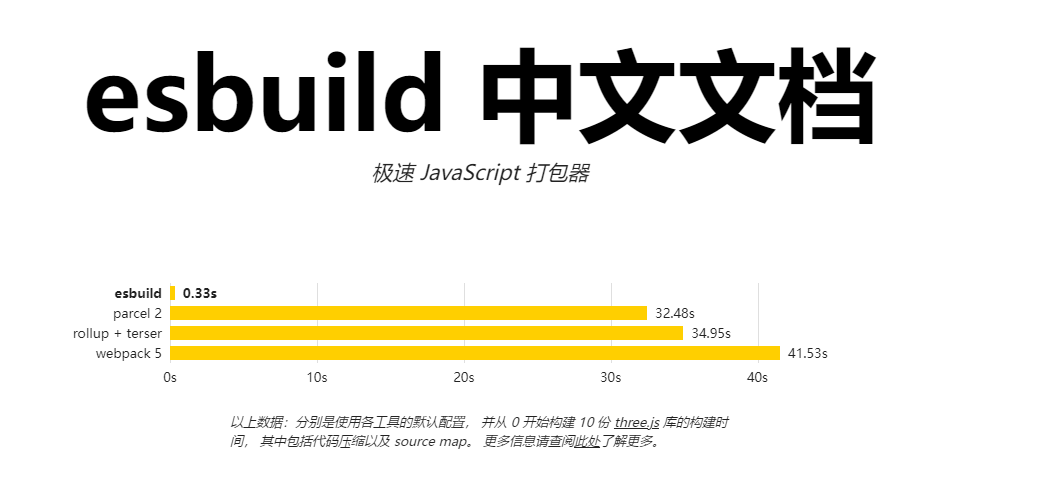 esbuild 中文文档
极速 JavaScript 打包器
esbuild 0.33s
parcel 2 32.48s
rollup + terser 34.95s
webpack 5 41.53s
0s 10s 20s 30s 40s
以上数据：分别是使用各工具的默认配置， 并从 0 开始构建 10 份 three.js 库的构建时
间， 其中包括代码压缩以及 source map。 更多信息请查阅此处了解更多。